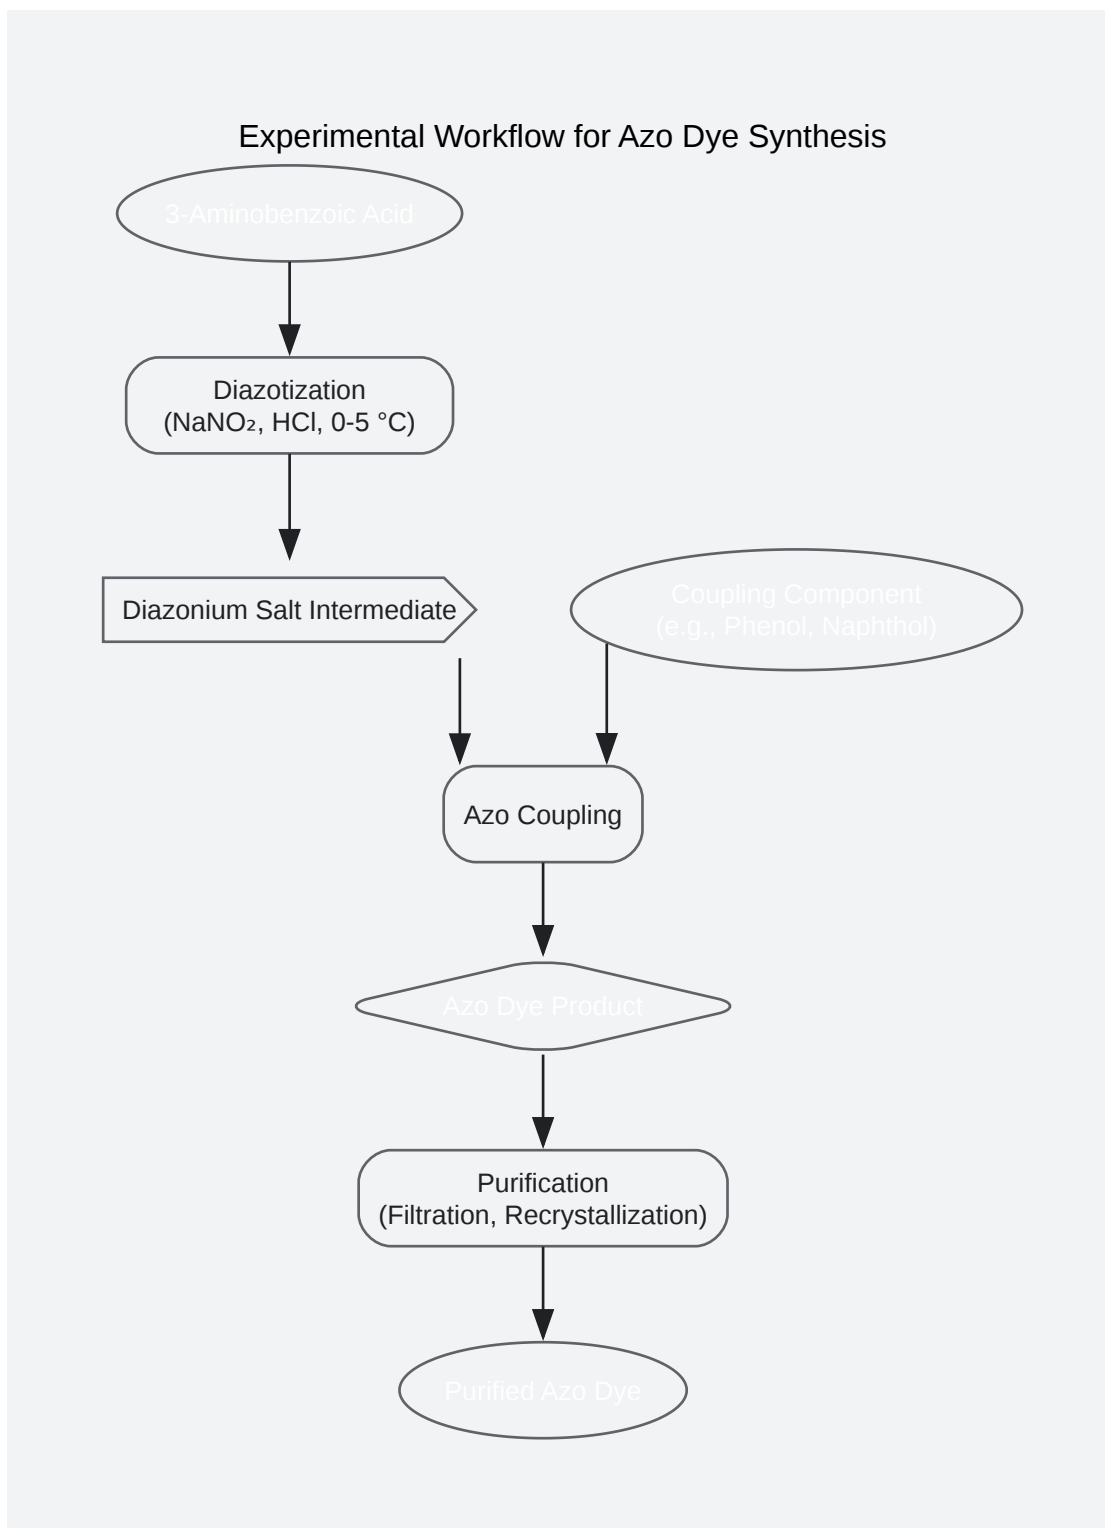 Experimental Workflow for Azo Dye Synthesis
3-Aminobenzoic Acid
Diazotization
(NaNO₂, HCl, 0-5 °C)
Diazonium Salt Intermediate
Coupling Component
(e.g., Phenol, Naphthol)
Azo Coupling
Azo Dye Product
Purification
(Filtration, Recrystallization)
Purified Azo Dye